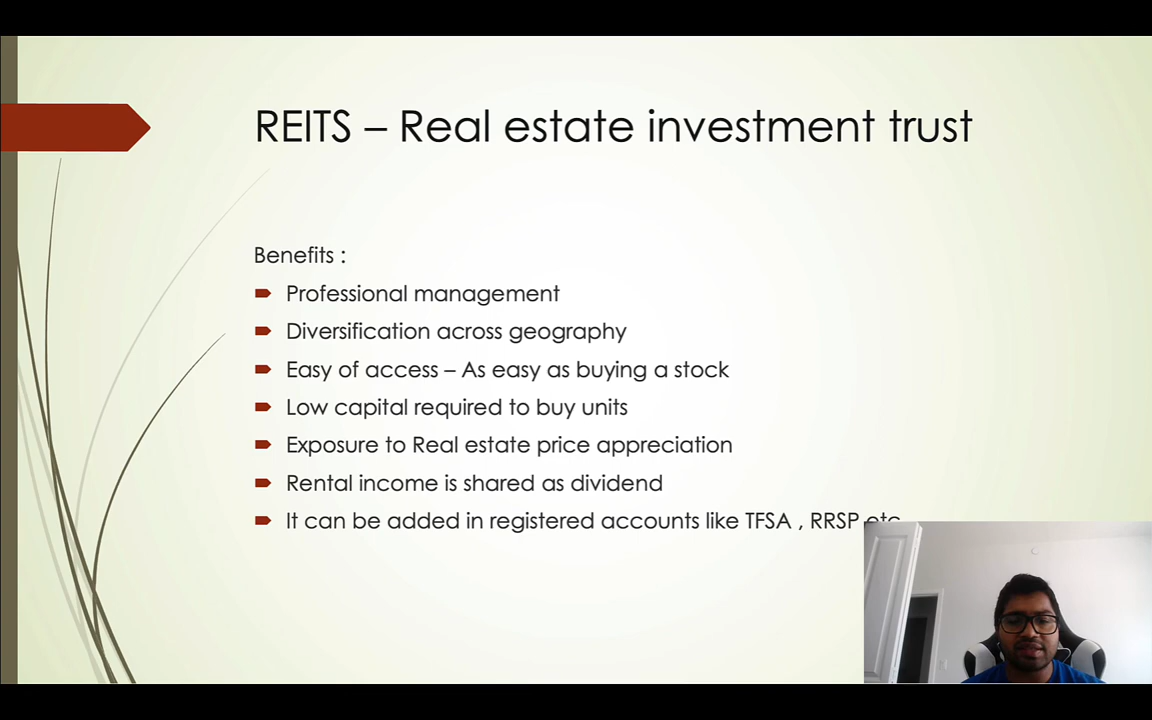 REITS – Real estate investment trust
Benefits :
Professional management
Diversification across geography
Easy of access – As easy as buying a stock
Low capital required to buy units
Exposure to Real estate price appreciation
Rental income is shared as dividend
It can be added in registered accounts like TFSA , RRSP etc